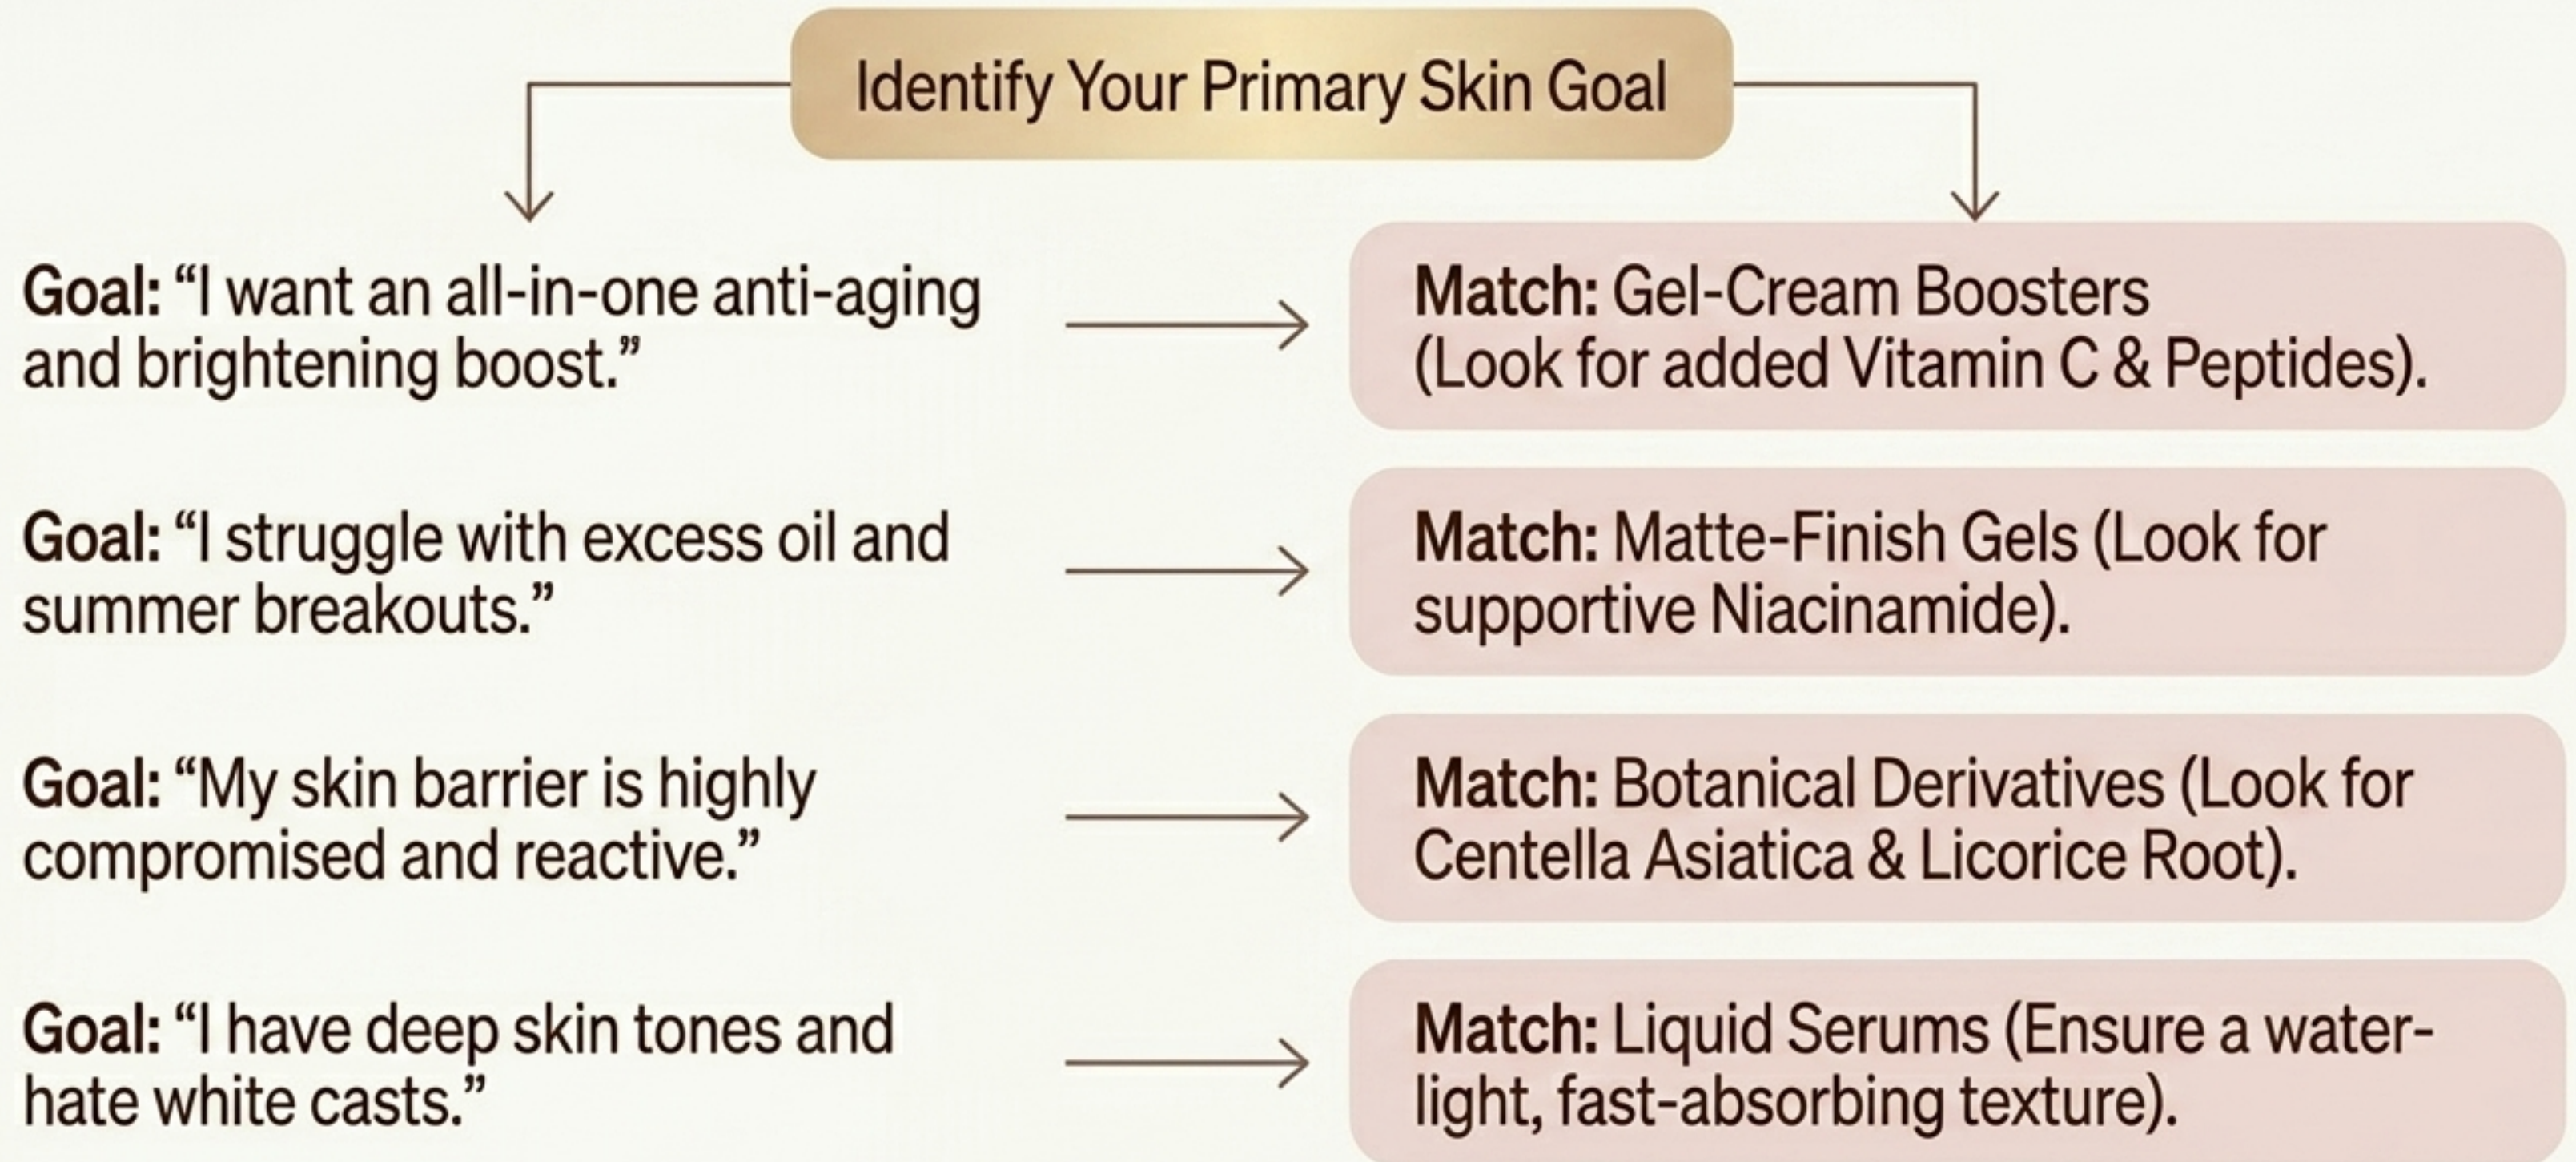 Identify Your Primary Skin Goal
Goal: “I want an all-in-one anti-aging
and brightening boost.”
Match: Gel-Cream Boosters
(Look for added Vitamin C & Peptides).
Goal: “I struggle with excess oil and
summer breakouts.”
Match: Matte-Finish Gels (Look for
supportive Niacinamide).
Goal: “My skin barrier is highly
compromised and reactive.”
Match: Botanical Derivatives (Look for
Centella Asiatica & Licorice Root).
Goal: “I have deep skin tones and
hate white casts.”
Match: Liquid Serums (Ensure a water-
light, fast-absorbing texture).